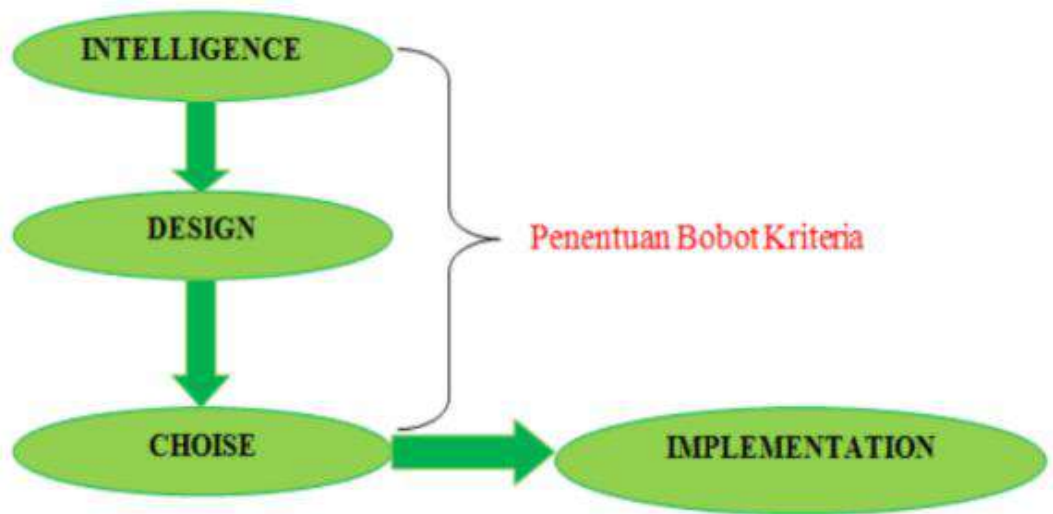 INTELLIGENCE
DESIGN
Penentuan Bobot Kriteria
CHOISE
IMPLEMENTATION